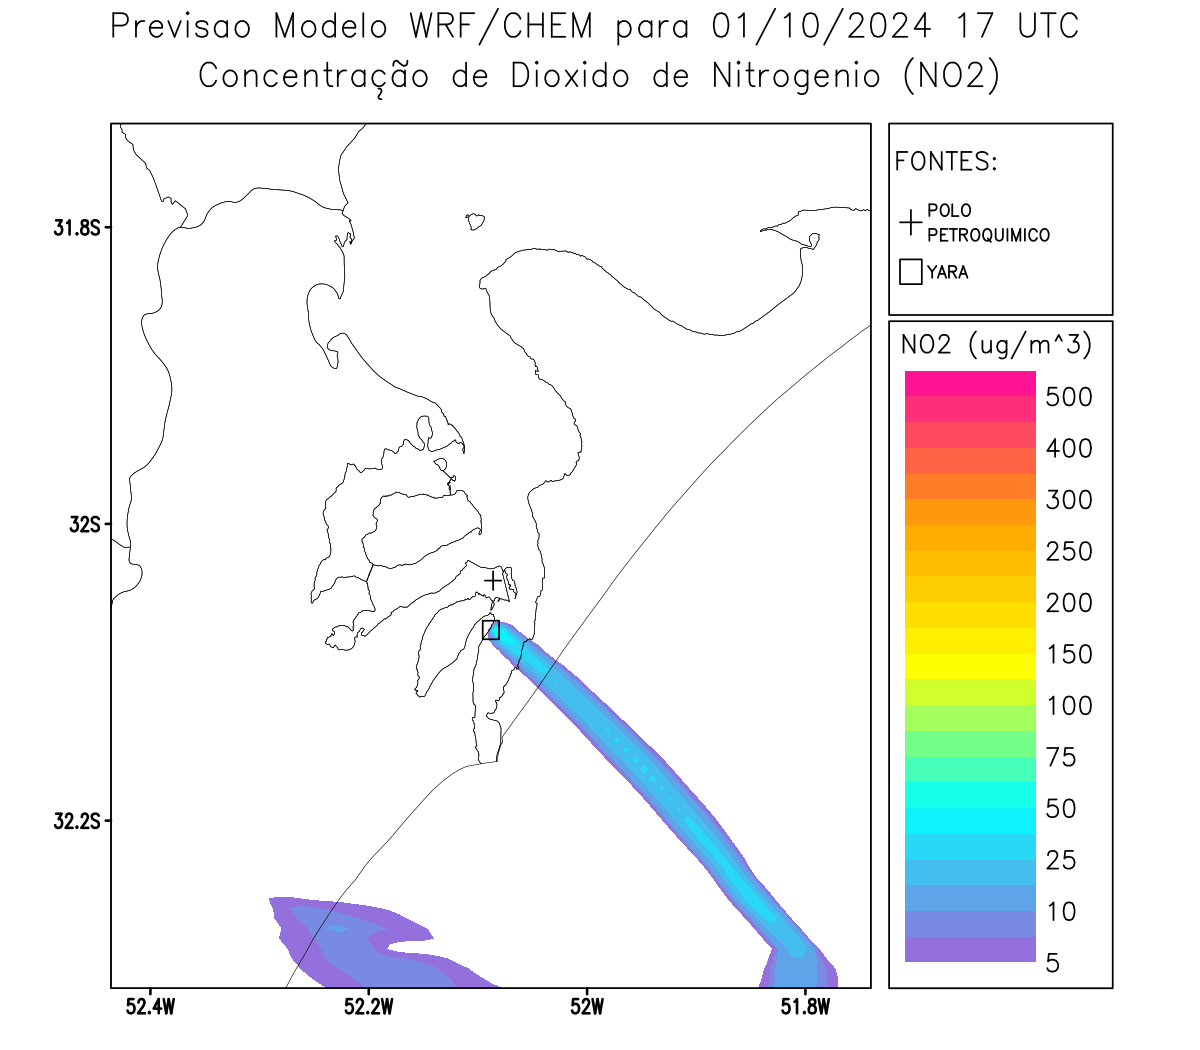 Previsao Modelo WRF/CHEM para 01/10/2024 17 UTC
Concentração de Dioxido de Nitrogenio (NO2)
FONTES:
POLO
PETROQUIMICO
YARA
31.8S
32S
32.2S
52.4W
52.2W
52W
51.8W
NO2 (ug/m^3)
500
400
300
250
200
150
100
75
50
25
10
5